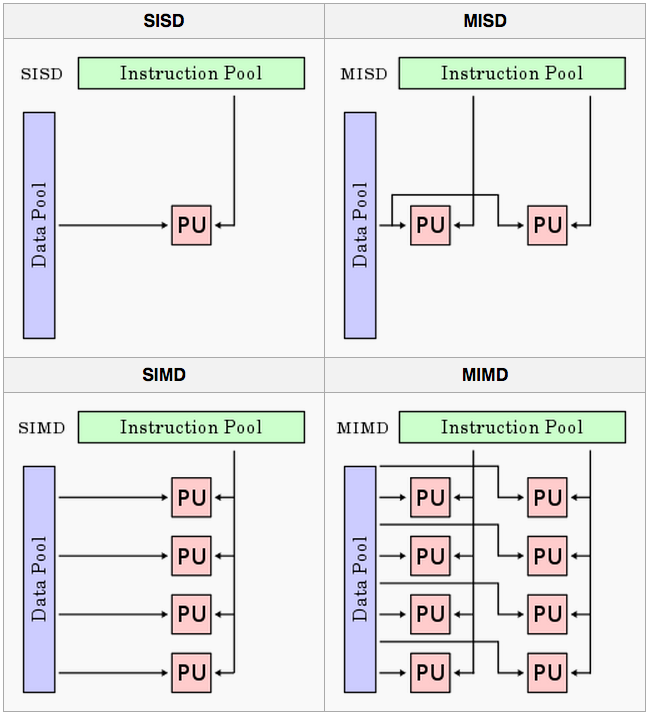 SISD
MISD
SISD
Instruction Pool
Data Pool
PU
MISD
Instruction Pool
Data Pool
PU
PU
SIMD
MIMD
SIMD
Instruction Pool
Data Pool
PU
PU
PU
PU
MIMD
Instruction Pool
Data Pool
PU
PU
PU
PU
PU
PU
PU
PU